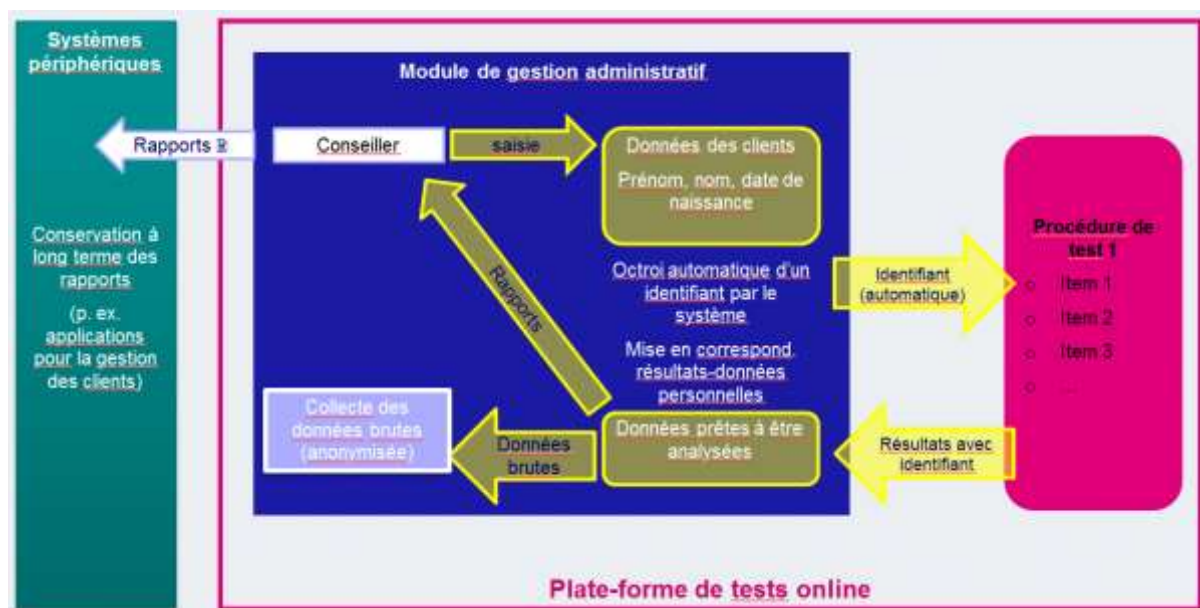 Systèmes
périphériques
Conservation à
long terme des
rapports
(p. ex.
applications
pour la gestion
des clients)
Rapports
Module de gestion administratif
Conseiller
saisie
Données des clients
Prénom, nom, date de
naissance
Rapports
Octroi automatique d'un
identifiant par le
système
Mise en correspond.
résultats-données
personnelles
Identifiant
(automatique)
Procédure de
test 1
o Item 1
o Item 2
o Item 3
o ...
Collecte des
données brutes
(anonymisée)
Données
brutes
Données prêtes à être
analysées
Résultats avec
identifiant
Plate-forme de tests online